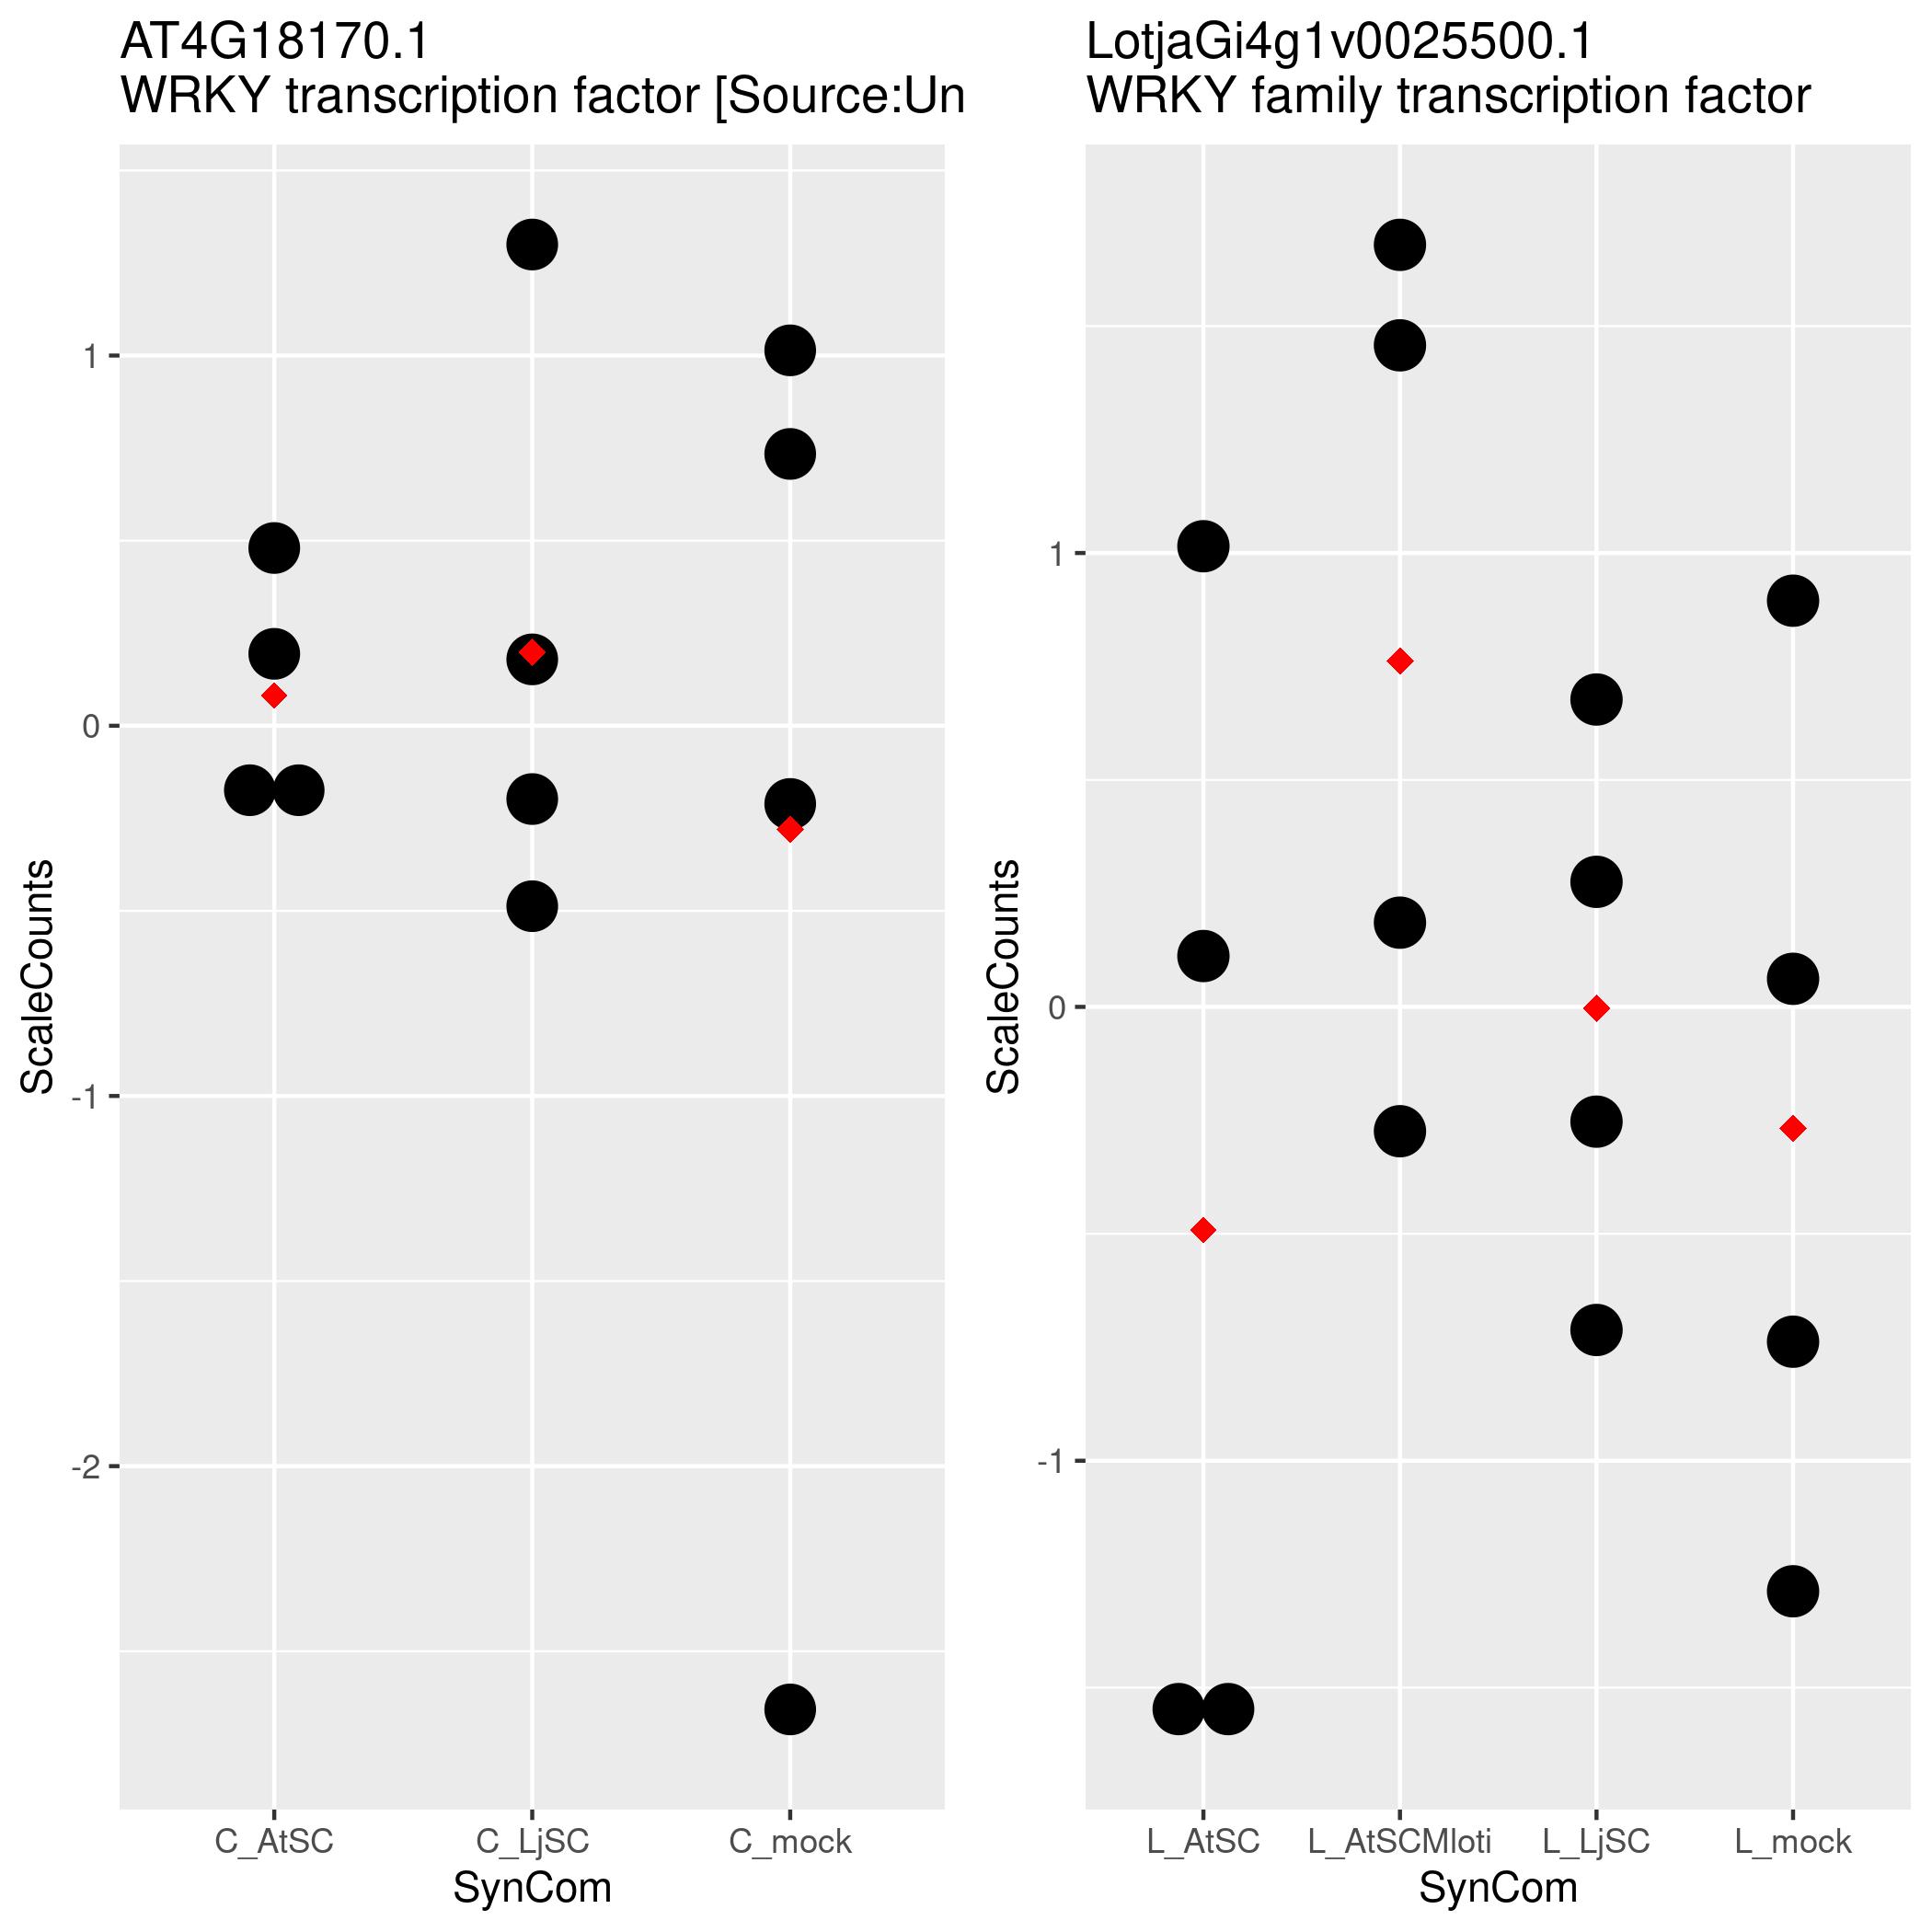 AT4G18170.1
WRKY transcription factor [Source:Un
ScaleCounts
1
0
-1
-2
C_AtSC C_LjSC C_mock
SynCom
LotjaGi4g1v0025500.1
WRKY family transcription factor
ScaleCounts
1
0
-1
L_AtSC L_AtSCMloti L_LjSC L_mock
SynCom